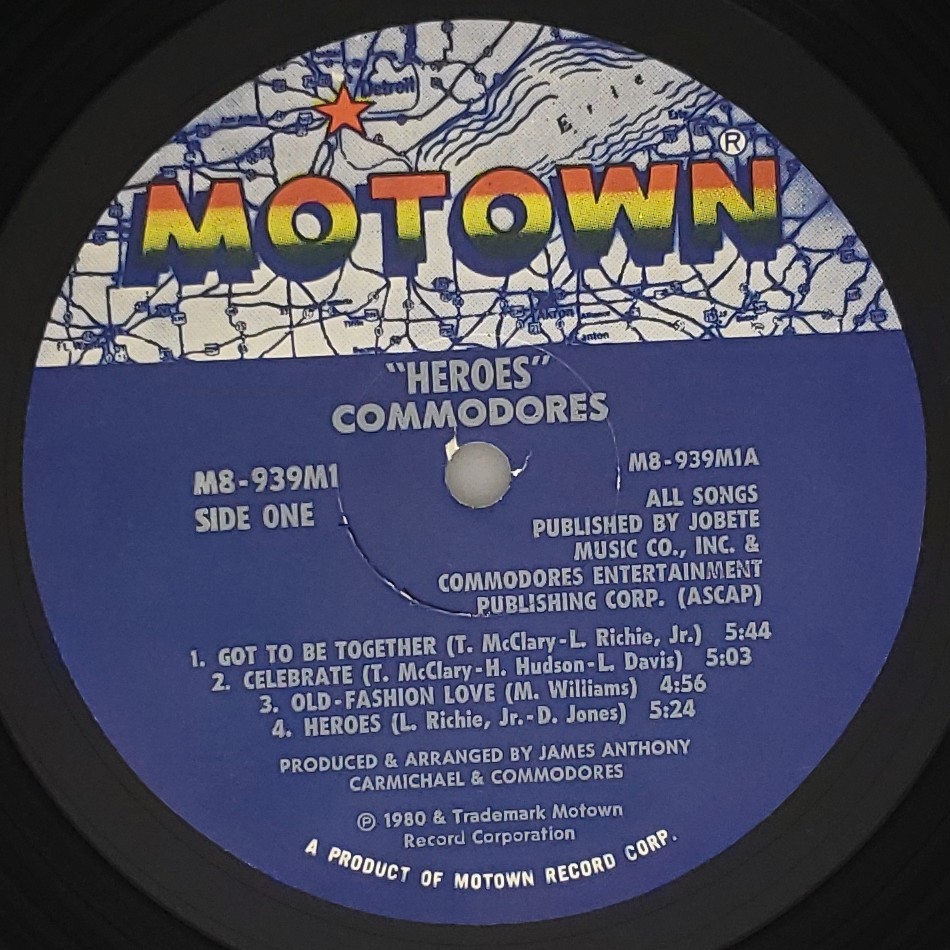 Detroit
Erie
®
MOTOWN
Akron
Canton
"HEROES"
COMMODORES
M8-939M1
SIDE ONE
M8-939M1A
ALL SONGS
PUBLISHED BY JOBETE
MUSIC CO., INC. &
COMMODORES ENTERTAINMENT
PUBLISHING CORP. (ASCAP)
1. GOT TO BE TOGETHER (T. McClary-L. Richie, Jr.) 5:44
2. CELEBRATE (T. McClary-H. Hudson-L. Davis) 5:03
3. OLD-FASHION LOVE (M. Williams) 4:56
4. HEROES (L. Richie, Jr.-D. Jones) 5:24
PRODUCED & ARRANGED BY JAMES ANTHONY
CARMICHAEL & COMMODORES
℗ 1980 & Trademark Motown
Record Corporation
A PRODUCT OF MOTOWN RECORD CORP.